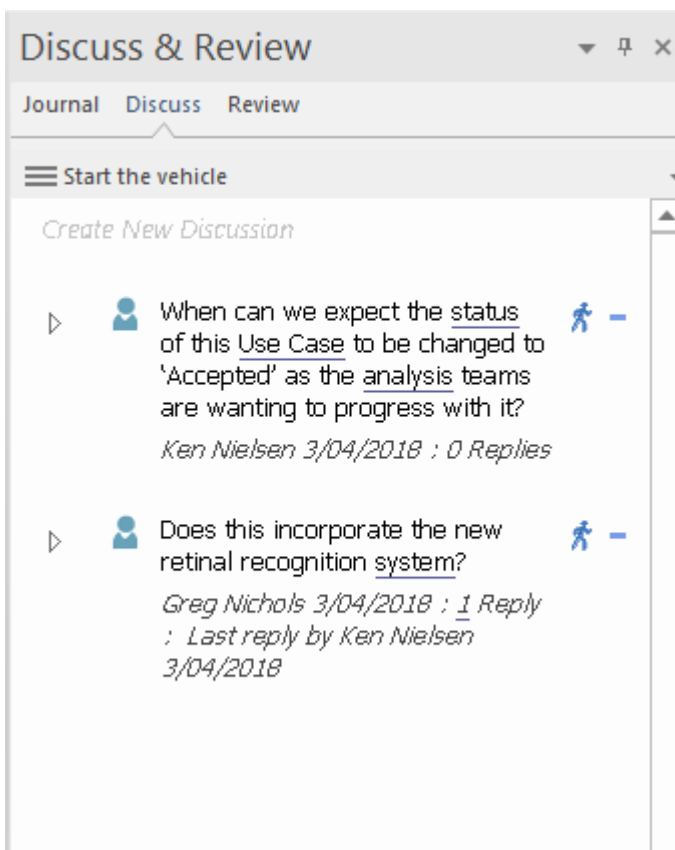 Discuss & Review
Journal Discuss Review
Start the vehicle
Create New Discussion
When can we expect the status
of this Use Case to be changed to
'Accepted' as the analysis teams
are wanting to progress with it?
Ken Nielsen 3/04/2018 : 0 Replies
Does this incorporate the new
retinal recognition system?
Greg Nichols 3/04/2018 : 1 Reply
: Last reply by Ken Nielsen
3/04/2018